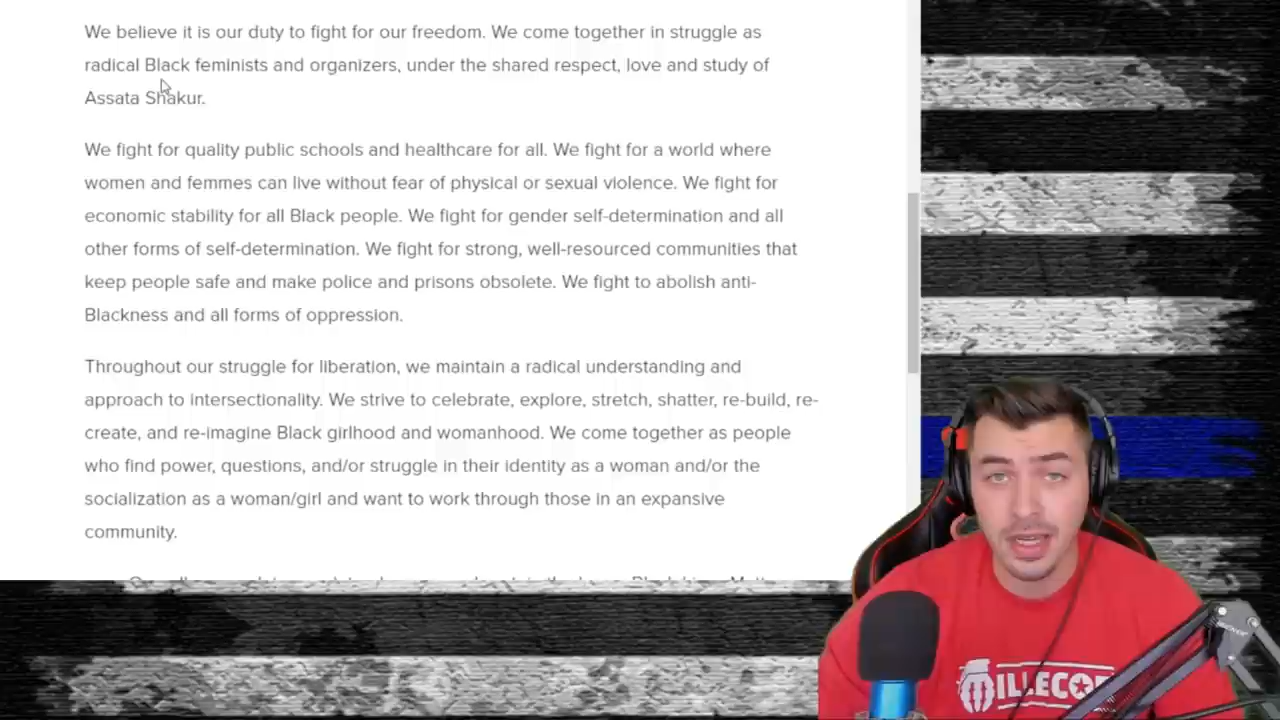 We believe it is our duty to fight for our freedom. We come together in struggle as
radical Black feminists and organizers, under the shared respect, love and study of
Assata Shakur.
We fight for quality public schools and healthcare for all. We fight for a world where
women and femmes can live without fear of physical or sexual violence. We fight for
economic stability for all Black people. We fight for gender self-determination and all
other forms of self-determination. We fight for strong, well-resourced communities that
keep people safe and make police and prisons obsolete. We fight to abolish anti-
Blackness and all forms of oppression.
Throughout our struggle for liberation, we maintain a radical understanding and
approach to intersectionality. We strive to celebrate, explore, stretch, shatter, re-build, re-
create, and re-imagine Black girlhood and womanhood. We come together as people
who find power, questions, and/or struggle in their identity as a woman and/or the
socialization as a woman/girl and want to work through those in an expansive
community.
ILLECO